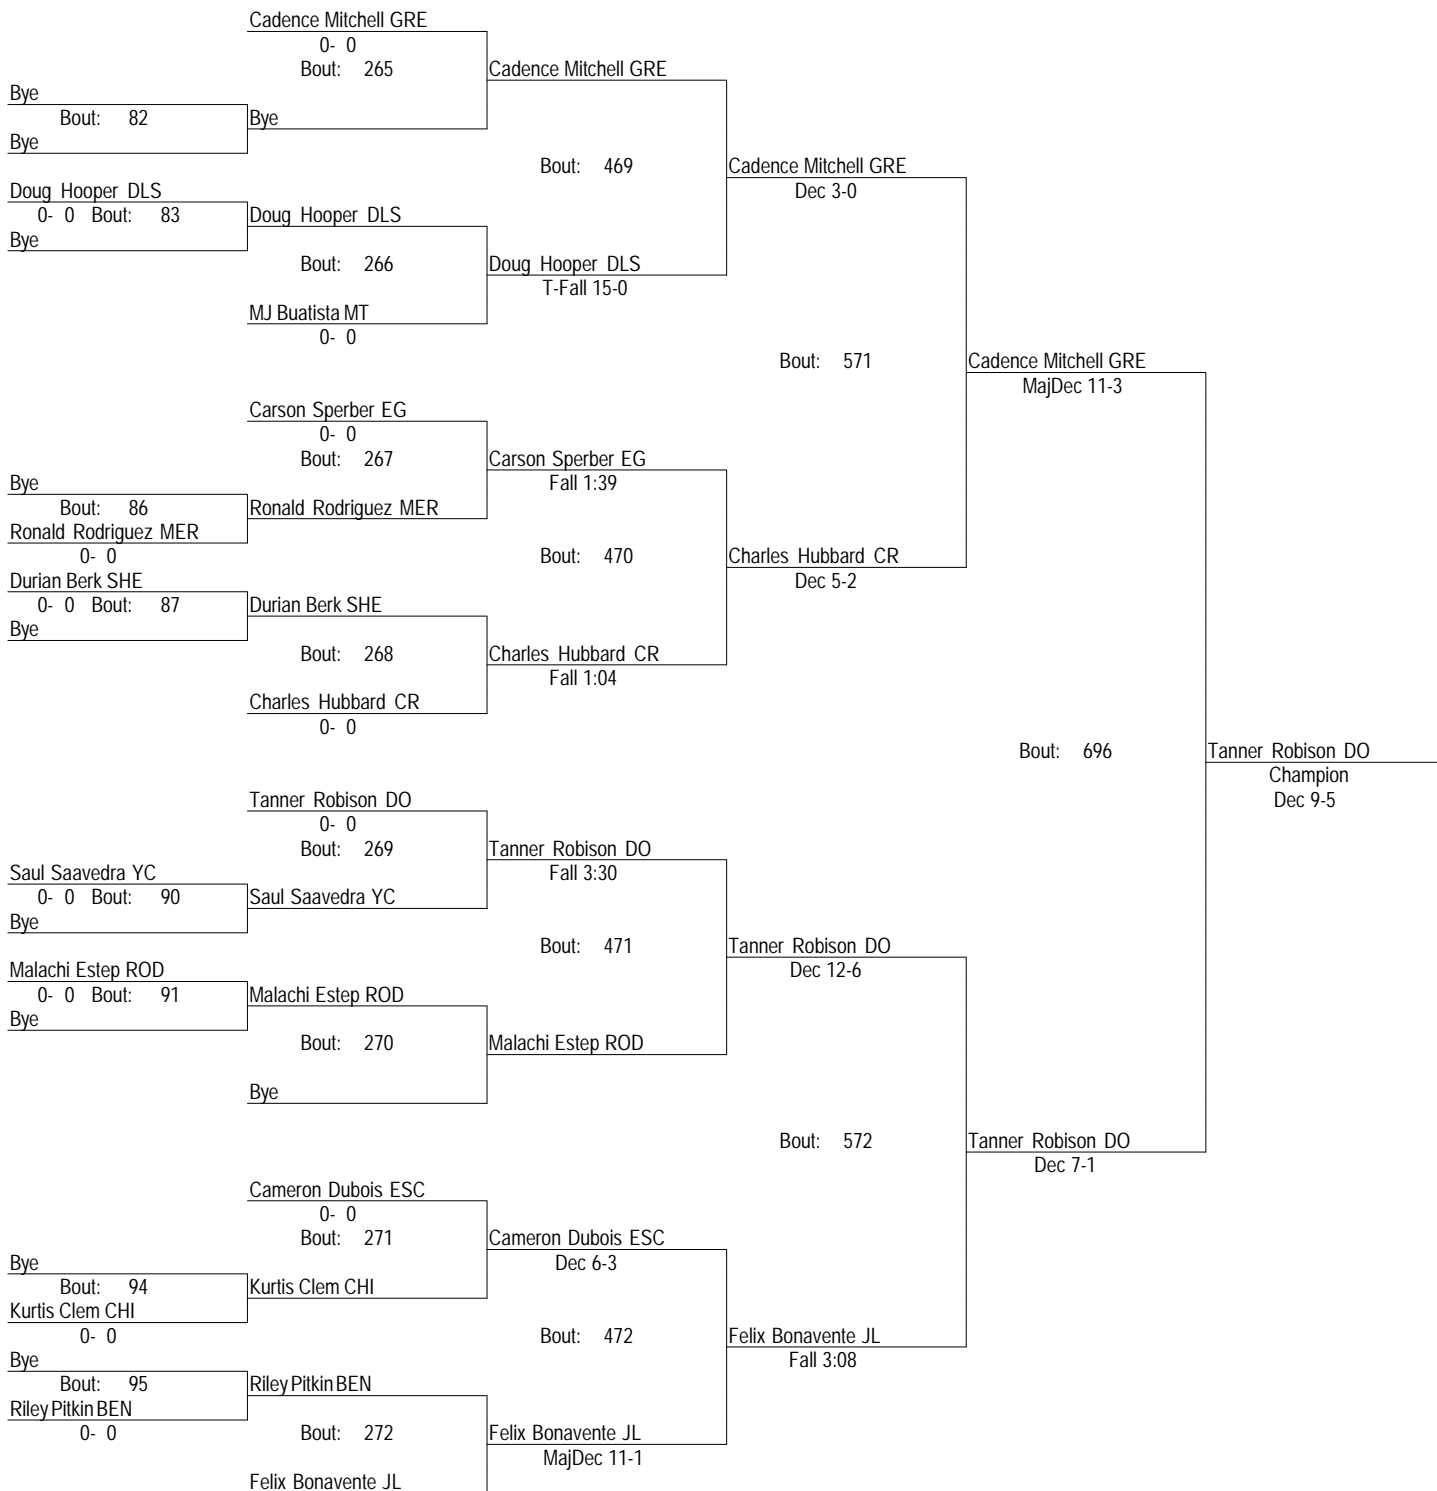 Cadence Mitchell GRE
0- 0
Bout: 265
Cadence Mitchell GRE
Bye
Bout: 82
Bye
Bye
Bout: 469
Cadence Mitchell GRE
Dec 3-0
Doug Hooper DLS
0- 0 Bout: 83
Doug Hooper DLS
Bye
Bout: 266
Doug Hooper DLS
T-Fall 15-0
MJ Buatista MT
0- 0
Bout: 571
Cadence Mitchell GRE
MajDec 11-3
Carson Sperber EG
0- 0
Bout: 267
Carson Sperber EG
Fall 1:39
Bye
Bout: 86
Ronald Rodriguez MER
Ronald Rodriguez MER
0- 0
Bout: 470
Charles Hubbard CR
Dec 5-2
Durian Berk SHE
0- 0 Bout: 87
Durian Berk SHE
Bye
Bout: 268
Charles Hubbard CR
Fall 1:04
Charles Hubbard CR
0- 0
Bout: 696
Tanner Robison DO
Champion
Dec 9-5
Tanner Robison DO
0- 0
Bout: 269
Tanner Robison DO
Fall 3:30
Saul Saavedra YC
0- 0 Bout: 90
Saul Saavedra YC
Bye
Bout: 471
Tanner Robison DO
Dec 12-6
Malachi Estep ROD
0- 0 Bout: 91
Malachi Estep ROD
Bye
Bout: 270
Malachi Estep ROD
Bye
Bout: 572
Tanner Robison DO
Dec 7-1
Cameron Dubois ESC
0- 0
Bout: 271
Cameron Dubois ESC
Dec 6-3
Bye
Bout: 94
Kurtis Clem CHI
Kurtis Clem CHI
0- 0
Bout: 472
Felix Bonavente JL
Fall 3:08
Bye
Bout: 95
Riley Pitkin BEN
Riley Pitkin BEN
0- 0
Bout: 272
Felix Bonavente JL
MajDec 11-1
Felix Bonavente JL